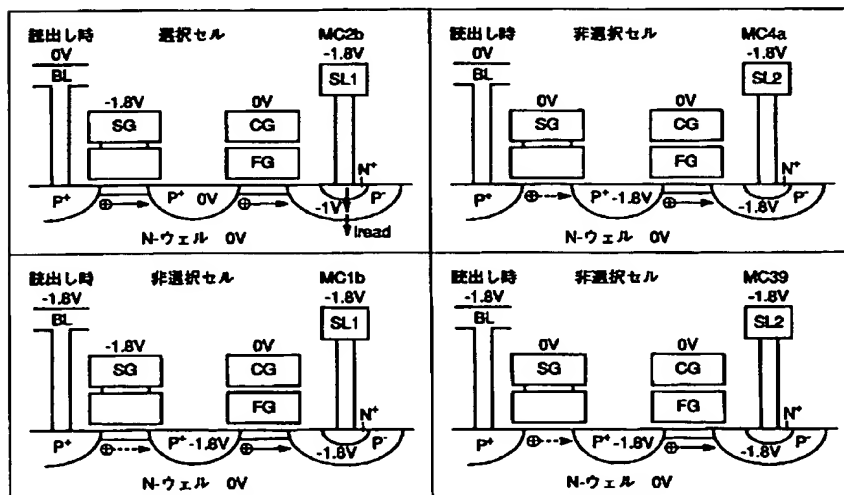 読出し時 選択セル MC2b
0V -1.8V
BL SL1
-1.8V 0V
SG CG
FG
N⁺
P⁺ P⁺ 0V P⁻
⊕ ⊕ -1V
Iread
N-ウェル 0V
読出し時 非選択セル MC4a
0V -1.8V
BL SL2
0V 0V
SG CG
FG
N⁺
P⁺ P⁺ -1.8V P⁻
⊕ ⊕ -1.8V
N-ウェル 0V
読出し時 非選択セル MC1b
-1.8V -1.8V
BL SL1
-1.8V 0V
SG CG
FG
N⁺
P⁺ P⁺ -1.8V P⁻
⊕ ⊕ -1.8V
N-ウェル 0V
読出し時 非選択セル MC39
-1.8V -1.8V
BL SL2
0V 0V
SG CG
FG
N⁺
P⁺ P⁺ -1.8V P⁻
⊕ ⊕ -1.8V
N-ウェル 0V